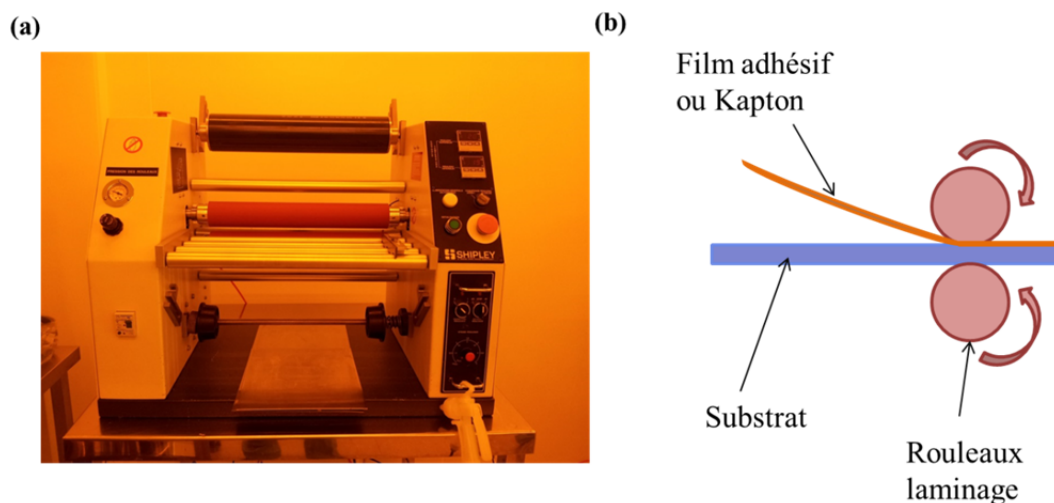 (a)
(b)
Film adhésif
ou Kapton
SHIPLEY
Substrat
Rouleaux
laminage